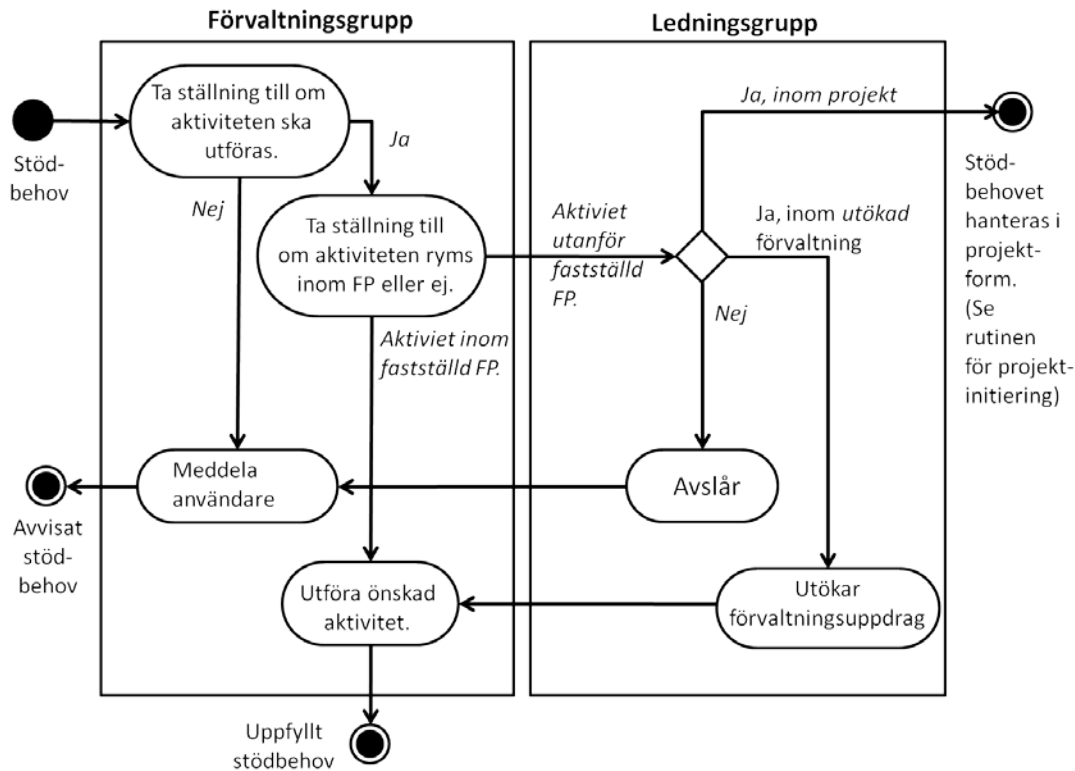 Förvaltningsgrupp
Ledningsgrupp
Ta ställning till om
aktiviteten ska
utföras.
Ja, inom projekt
Ja
Stöd-
behov
Stöd-
behovet
hanteras i
projekt-
form.
(Se
rutinen
för projekt-
initiering)
Nej
Ta ställning till
om aktiviteten ryms
inom FP eller ej.
Aktiviet
utanför
fastställd
FP.
Ja, inom utökad
förvaltning
Nej
Aktiviet inom
fastställd FP.
Meddela
användare
Avslår
Avvisat
stöd-
behov
Utföra önskad
aktivitet.
Utökar
förvaltningsuppdrag
Uppfyllt
stödbehov